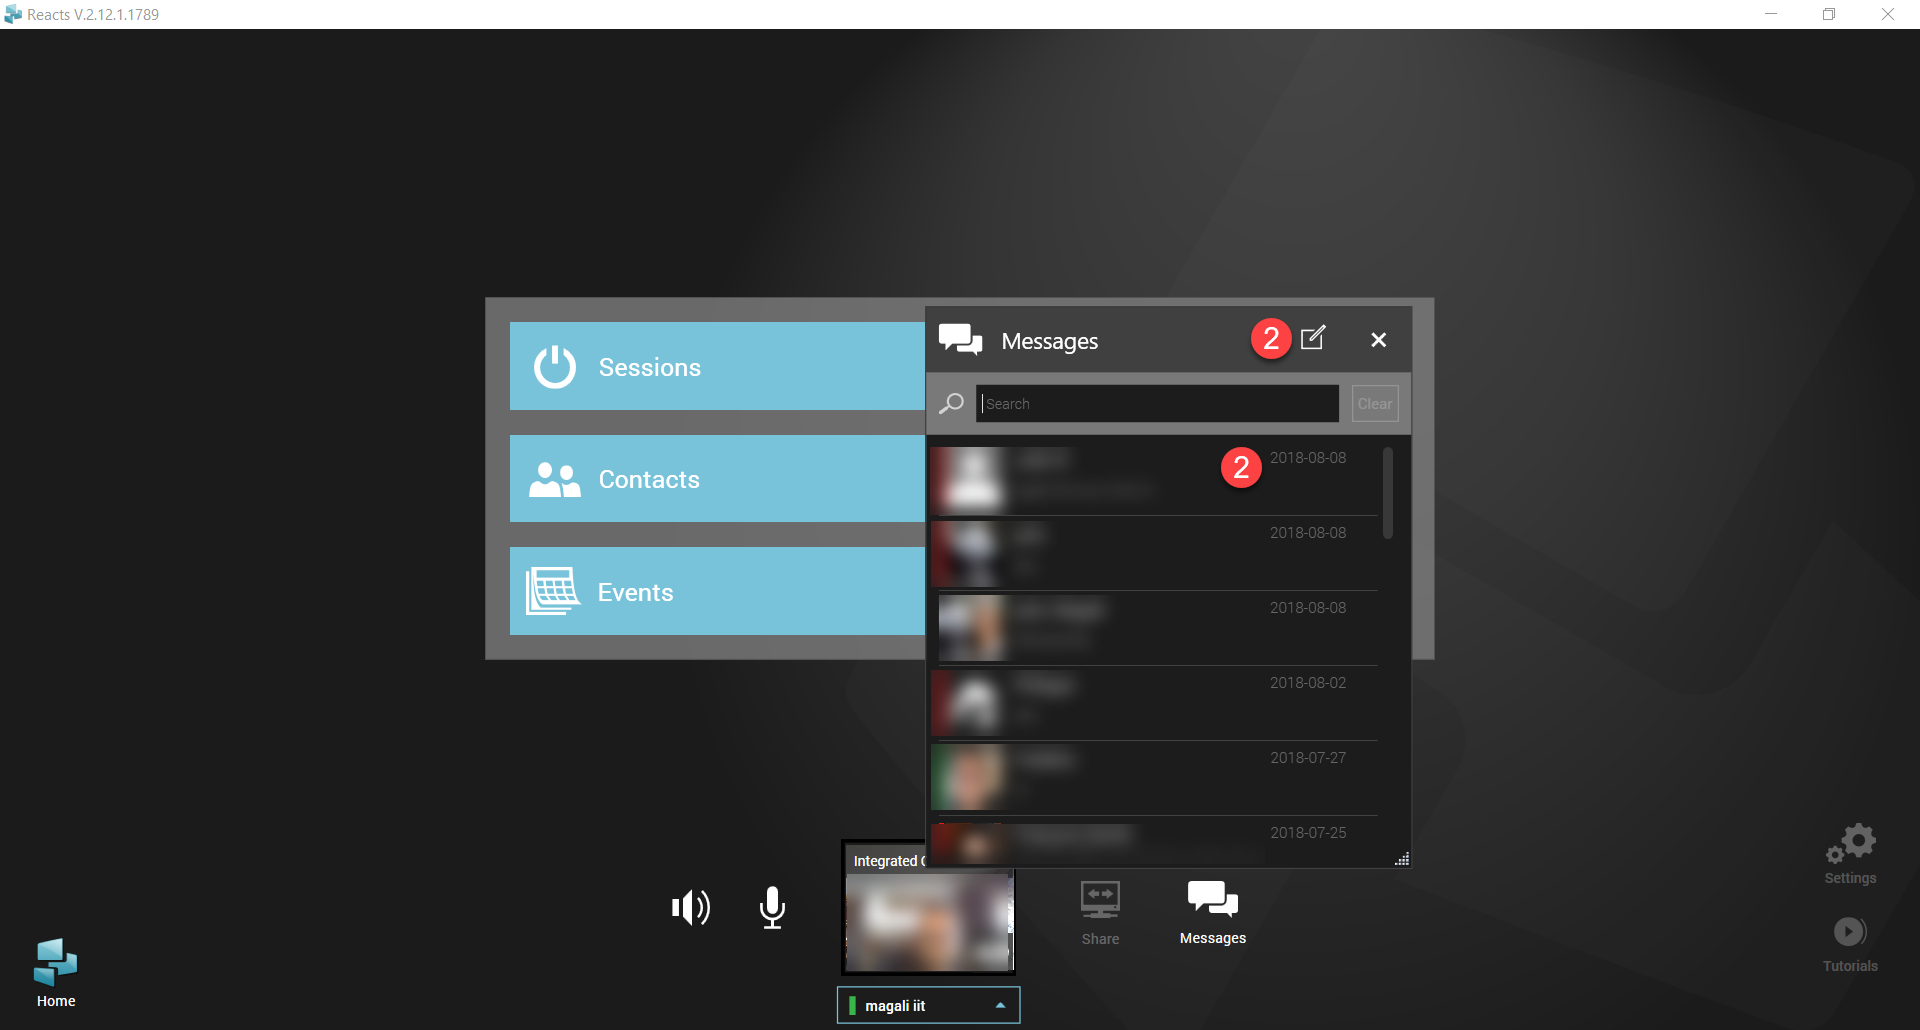 Reacts V.2.12.1.1789
Sessions
Contacts
Events
Messages
2
Search
Clear
2
2018-08-08
2018-08-08
2018-08-08
2018-08-02
2018-07-27
2018-07-25
Integrated
Share
Messages
Settings
Tutorials
Home
magali iit